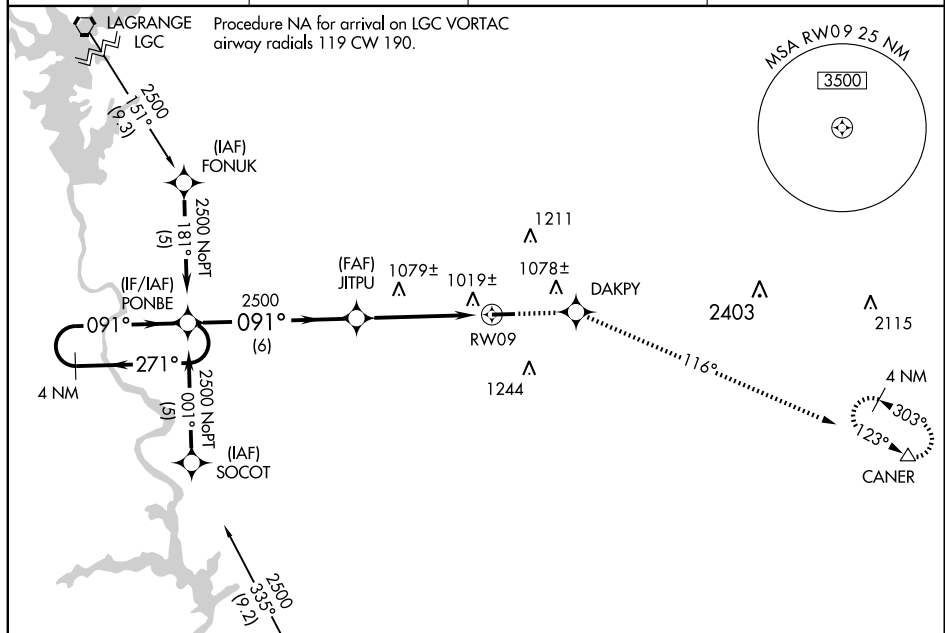 LAGRANGE
LGC
Procedure NA for arrival on LGC VORTAC
airway radials 119 CW 190.
MSA RW09 25 NM
3500
2500
151°
(9.3)
(IAF)
FONUK
2500 NoPT
181°
(5)
1211
(IF/IAF)
PONBE
(FAF)
JITPU
1079±
1019±
1078±
DAKPY
091°
2500
091°
(6)
RW09
2403
2115
271°
4 NM
2500 NoPT
001°
(5)
1244
116°
4 NM
303°
123°
CANER
(IAF)
SOCOT
2500
335°
(9.2)